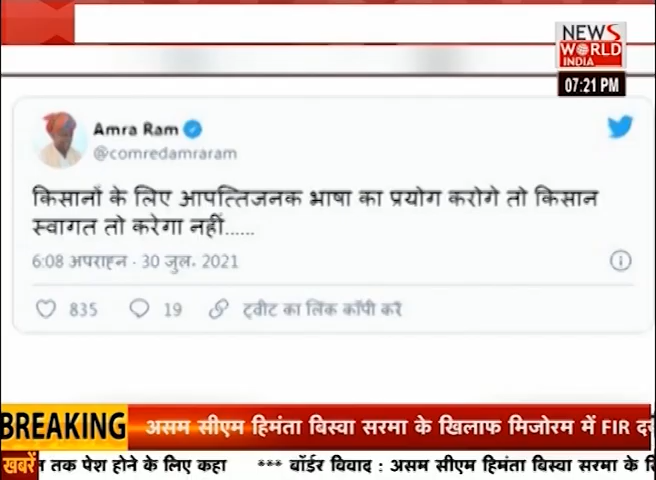 NEWS
WORLD
INDIA
07:21 PM
Amra Ram
@comredamraram
किसानों के लिए आपत्तिजनक भाषा का प्रयोग करोगे तो किसान
स्वागत तो करेगा नहीं......
6:08 अपराह्न · 30 जुल॰ 2021
835 19 ट्वीट का लिंक कॉपी करें
BREAKING असम सीएम हिमंता बिस्वा सरमा के खिलाफ मिजोरम में FIR
खबरें तक पेश होने के लिए कहा *** बॉर्डर विवाद : असम सीएम हिमंता बिस्वा सरमा के